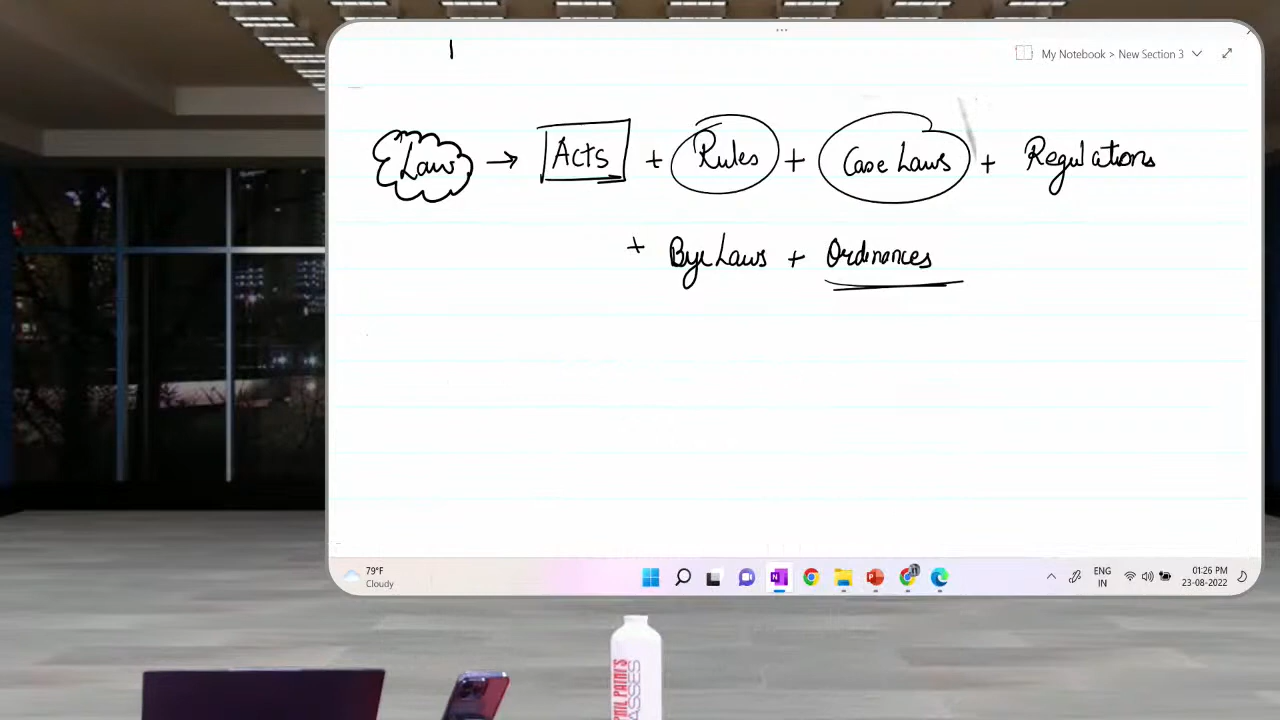 My Notebook > New Section 3
Law → Acts + Rules + Case Laws + Regulations
+ Bye Laws + Ordinances
79°F
Cloudy
ENG
IN
01:26 PM
23-08-2022